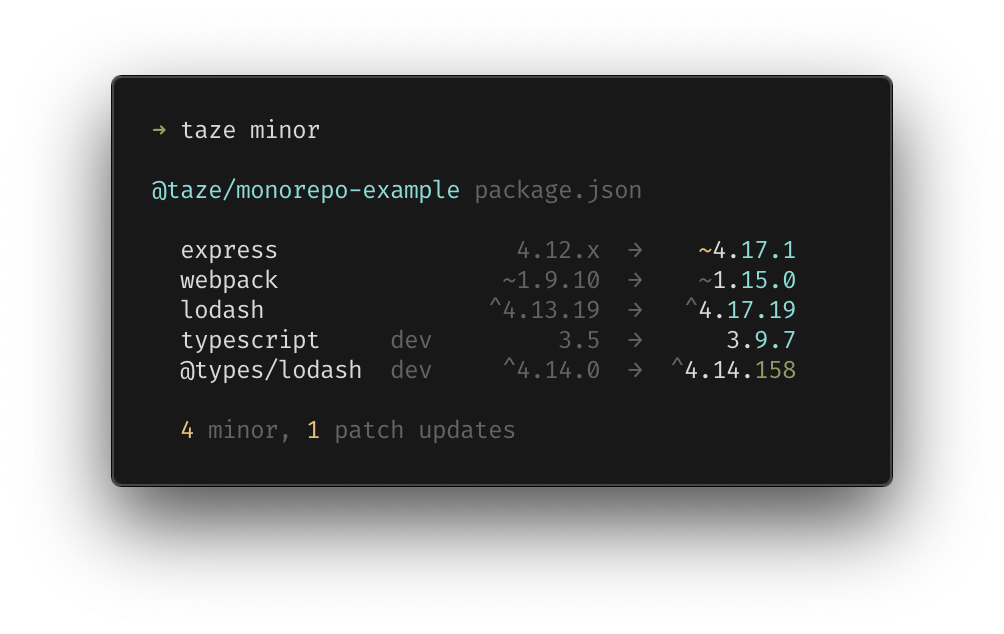 → taze minor
@taze/monorepo-example package.json
express 4.12.x → ~4.17.1
webpack ~1.9.10 → ~1.15.0
lodash ^4.13.19 → ^4.17.19
typescript dev 3.5 → 3.9.7
@types/lodash dev ^4.14.0 → ^4.14.158
4 minor, 1 patch updates